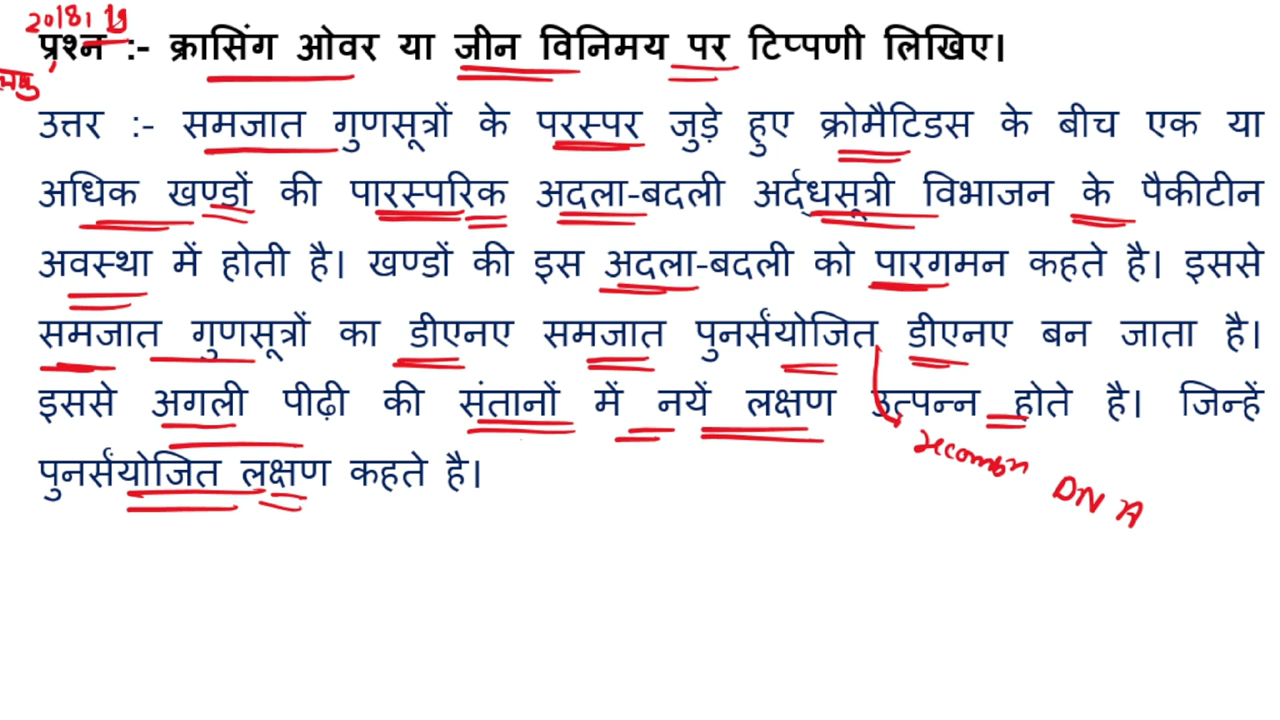 2018, 19
प्रश्न :- क्रासिंग ओवर या जीन विनिमय पर टिप्पणी लिखिए।
उत्तर :- समजात गुणसूत्रों के परस्पर जुड़े हुए क्रोमैटिडस के बीच एक या
अधिक खण्डों की पारस्परिक अदला-बदली अर्द्धसूत्री विभाजन के पैकीटीन
अवस्था में होती है। खण्डों की इस अदला-बदली को पारगमन कहते है। इससे
समजात गुणसूत्रों का डीएनए समजात पुनर्संयोजित डीएनए बन जाता है।
इससे अगली पीढ़ी की संतानों में नयें लक्षण उत्पन्न होते है। जिन्हें
पुनर्संयोजित लक्षण कहते है।
DNA